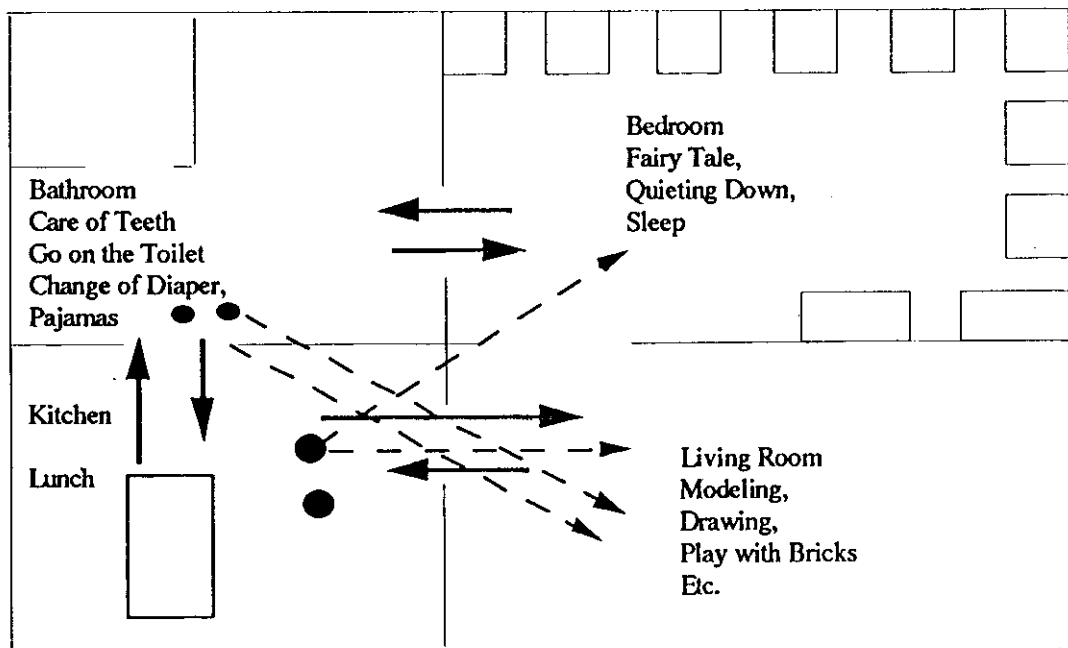 Bedroom
Fairy Tale,
Quieting Down,
Sleep
Bathroom
Care of Teeth
Go on the Toilet
Change of Diaper,
Pajamas
Kitchen
Lunch
Living Room
Modeling,
Drawing,
Play with Bricks
Etc.